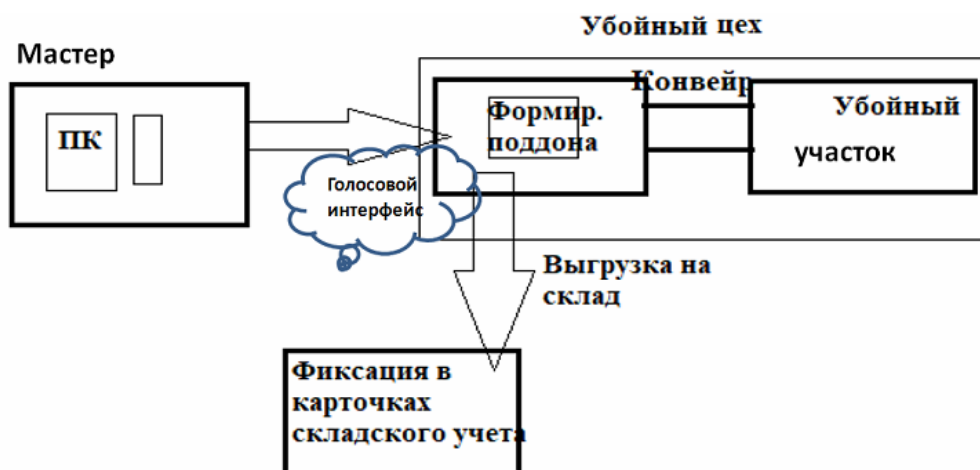 Убойный цех
Мастер
Конвейр
ПК
Формир.
поддона
Убойный
участок
Голосовой
интерфейс
Выгрузка на
склад
Фиксация в
карточках
складского учета